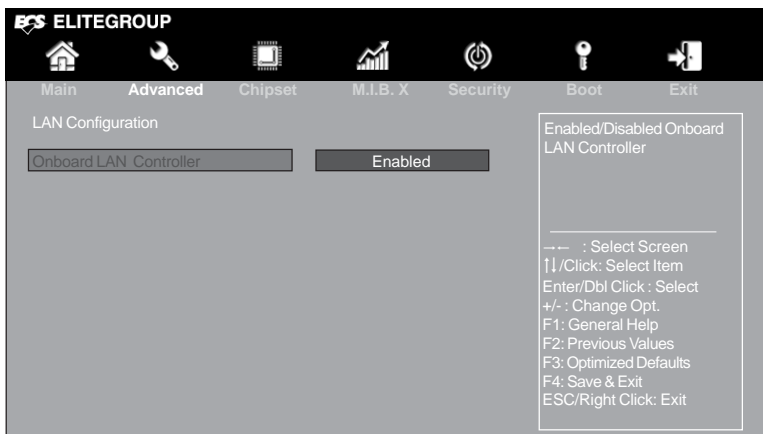 ECS ELITEGROUP
Main Advanced Chipset M.I.B. X Security Boot Exit
LAN Configuration
Onboard LAN Controller Enabled
Enabled/Disabled Onboard
LAN Controller
→← : Select Screen
↑↓/Click: Select Item
Enter/Dbl Click : Select
+/- : Change Opt.
F1: General Help
F2: Previous Values
F3: Optimized Defaults
F4: Save & Exit
ESC/Right Click: Exit